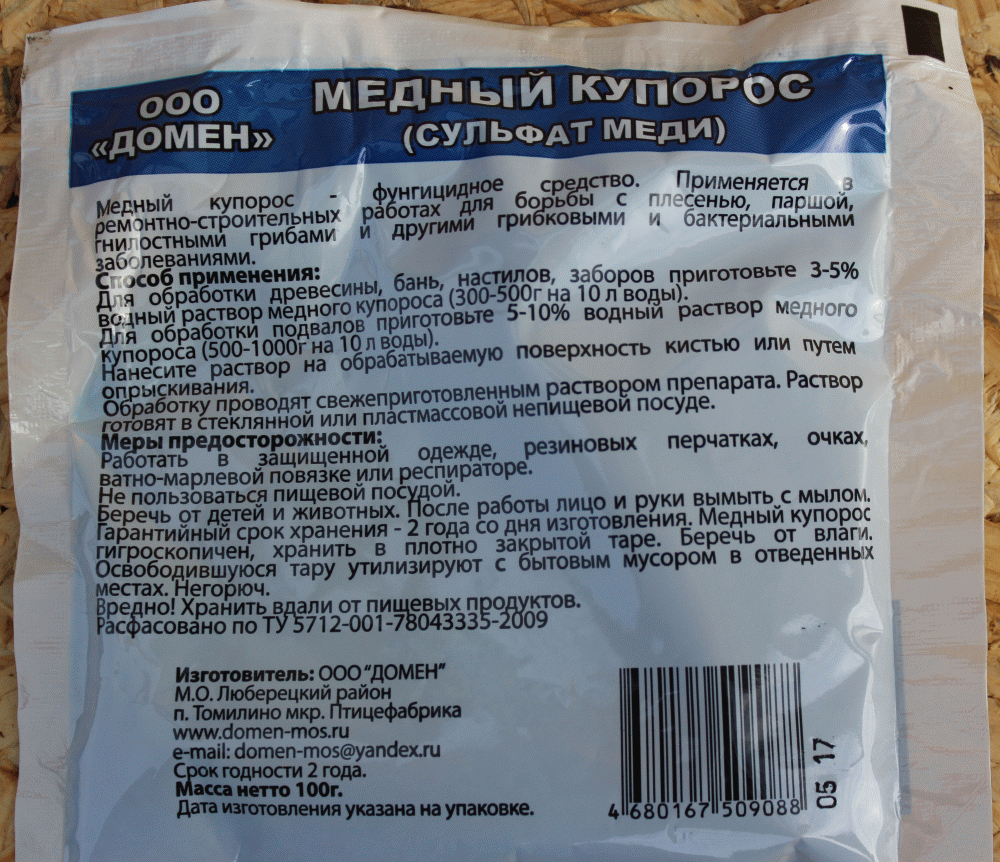 ООО
«ДОМЕН»
МЕДНЫЙ КУПОРОС
(СУЛЬФАТ МЕДИ)
Медный купорос - фунгицидное средство. Применяется в
ремонтно-строительных работах для борьбы с плесенью, паршой,
гнилостными грибами и другими грибковыми и бактериальными
заболеваниями.
Способ применения:
Для обработки древесины, бань, настилов, заборов приготовьте 3-5%
водный раствор медного купороса (300-500г на 10 л воды).
Для обработки подвалов приготовьте 5-10% водный раствор медного
купороса (500-1000г на 10 л воды).
Нанесите раствор на обрабатываемую поверхность кистью или путем
опрыскивания.
Обработку проводят свежеприготовленным раствором препарата. Раствор
готовят в стеклянной или пластмассовой непищевой посуде.
Меры предосторожности:
Работать в защищенной одежде, резиновых перчатках, очках,
ватно-марлевой повязке или респираторе.
Не пользоваться пищевой посудой.
Беречь от детей и животных. После работы лицо и руки вымыть с мылом.
Гарантийный срок хранения - 2 года со дня изготовления. Медный купорос
гигроскопичен, хранить в плотно закрытой таре. Беречь от влаги.
Освободившуюся тару утилизируют с бытовым мусором в отведенных
местах. Негорюч.
Вредно! Хранить вдали от пищевых продуктов.
Расфасовано по ТУ 5712-001-78043335-2009
Изготовитель: ООО "ДОМЕН"
М.О. Люберецкий район
п. Томилино мкр. Птицефабрика
www.domen-mos.ru
e-mail: domen-mos@yandex.ru
Срок годности 2 года.
Масса нетто 100г.
Дата изготовления указана на упаковке.
4 680167 509088
05 17